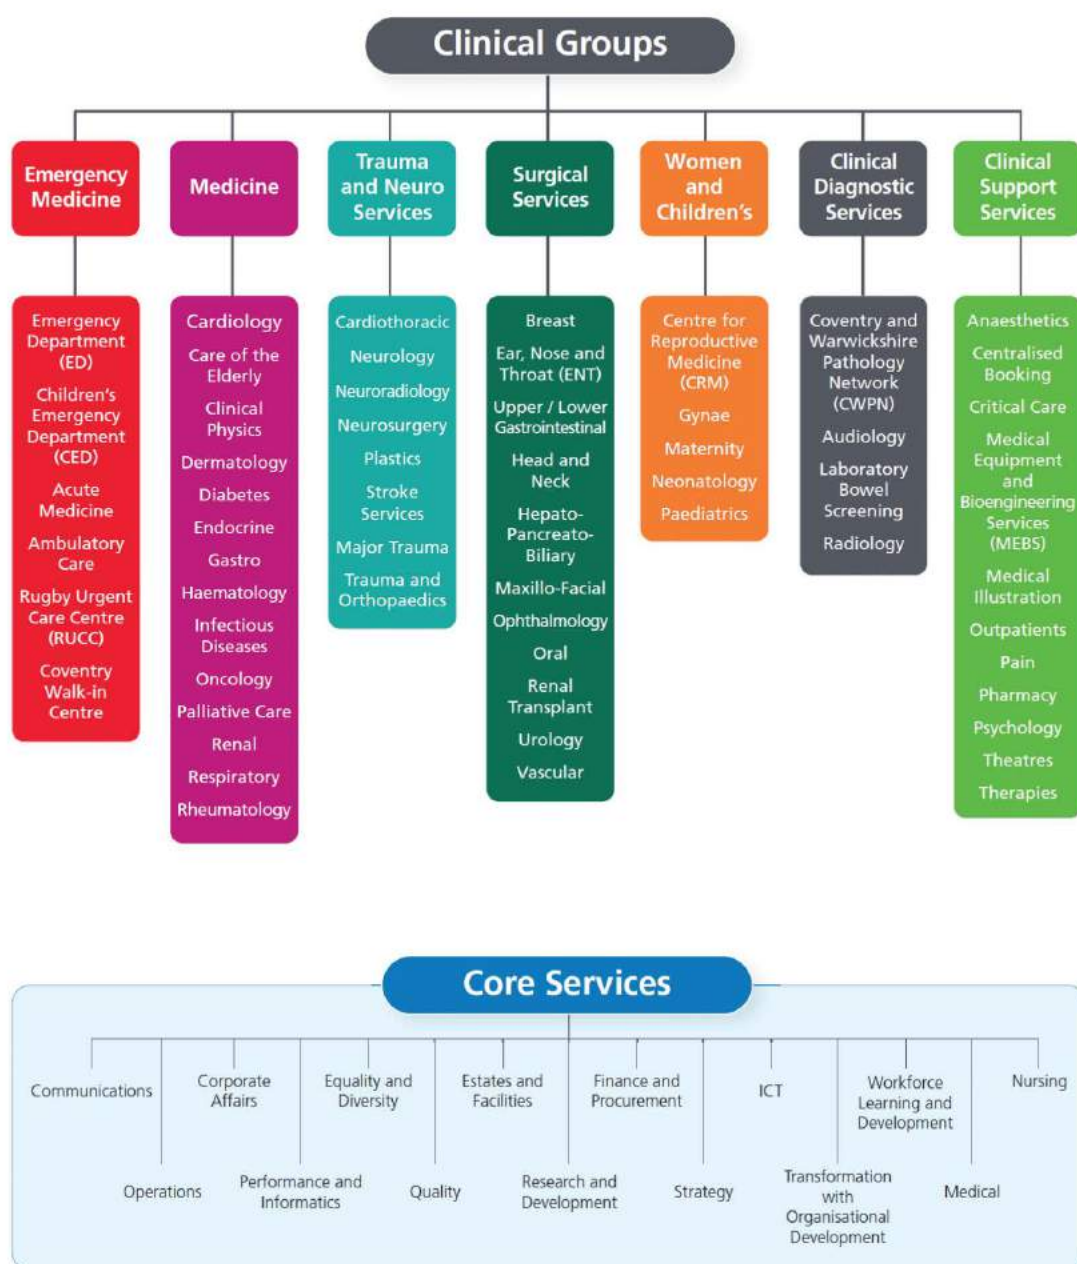 Clinical Groups
Emergency
Medicine
Medicine
Trauma
and Neuro
Services
Surgical
Services
Women
and
Children's
Clinical
Diagnostic
Services
Clinical
Support
Services
Emergency
Department
(ED)
Children's
Emergency
Department
(CED)
Acute
Medicine
Ambulatory
Care
Rugby Urgent
Care Centre
(RUCC)
Coventry
Walk-in
Centre
Cardiology
Care of the
Elderly
Clinical
Physics
Dermatology
Diabetes
Endocrine
Gastro
Haematology
Infectious
Diseases
Oncology
Palliative Care
Renal
Respiratory
Rheumatology
Cardiothoracic
Neurology
Neuroradiology
Neurosurgery
Plastics
Stroke
Services
Major Trauma
Trauma and
Orthopaedics
Breast
Ear, Nose and
Throat (ENT)
Upper / Lower
Gastrointestinal
Head and
Neck
Hepato-
Pancreato-
Biliary
Maxillo-Facial
Ophthalmology
Oral
Renal
Transplant
Urology
Vascular
Centre for
Reproductive
Medicine
(CRM)
Gynae
Maternity
Neonatology
Paediatrics
Coventry and
Warwickshire
Pathology
Network
(CWPN)
Audiology
Laboratory
Bowel
Screening
Radiology
Anaesthetics
Centralised
Booking
Critical Care
Medical
Equipment
and
Bioengineering
Services
(MEBS)
Medical
Illustration
Outpatients
Pain
Pharmacy
Psychology
Theatres
Therapies
Core Services
Communications
Corporate
Affairs
Equality and
Diversity
Estates and
Facilities
Finance and
Procurement
ICT
Workforce
Learning and
Development
Nursing
Operations
Performance and
Informatics
Quality
Research and
Development
Strategy
Transformation
with
Organisational
Development
Medical